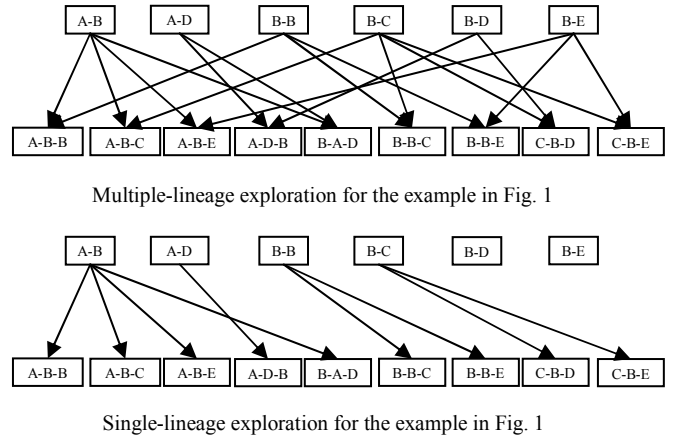 A-B A-D B-B B-C B-D B-E
A-B-B A-B-C A-B-E A-D-B B-A-D B-B-C B-B-E C-B-D C-B-E
Multiple-lineage exploration for the example in Fig. 1
A-B A-D B-B B-C B-D B-E
A-B-B A-B-C A-B-E A-D-B B-A-D B-B-C B-B-E C-B-D C-B-E
Single-lineage exploration for the example in Fig. 1